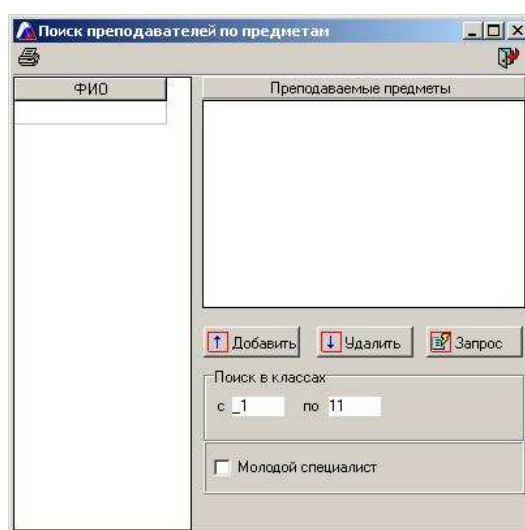 Поиск преподавателей по предметам
ФИО
Преподаваемые предметы
Добавить Удалить Запрос
Поиск в классах
с _1 по 11
Молодой специалист